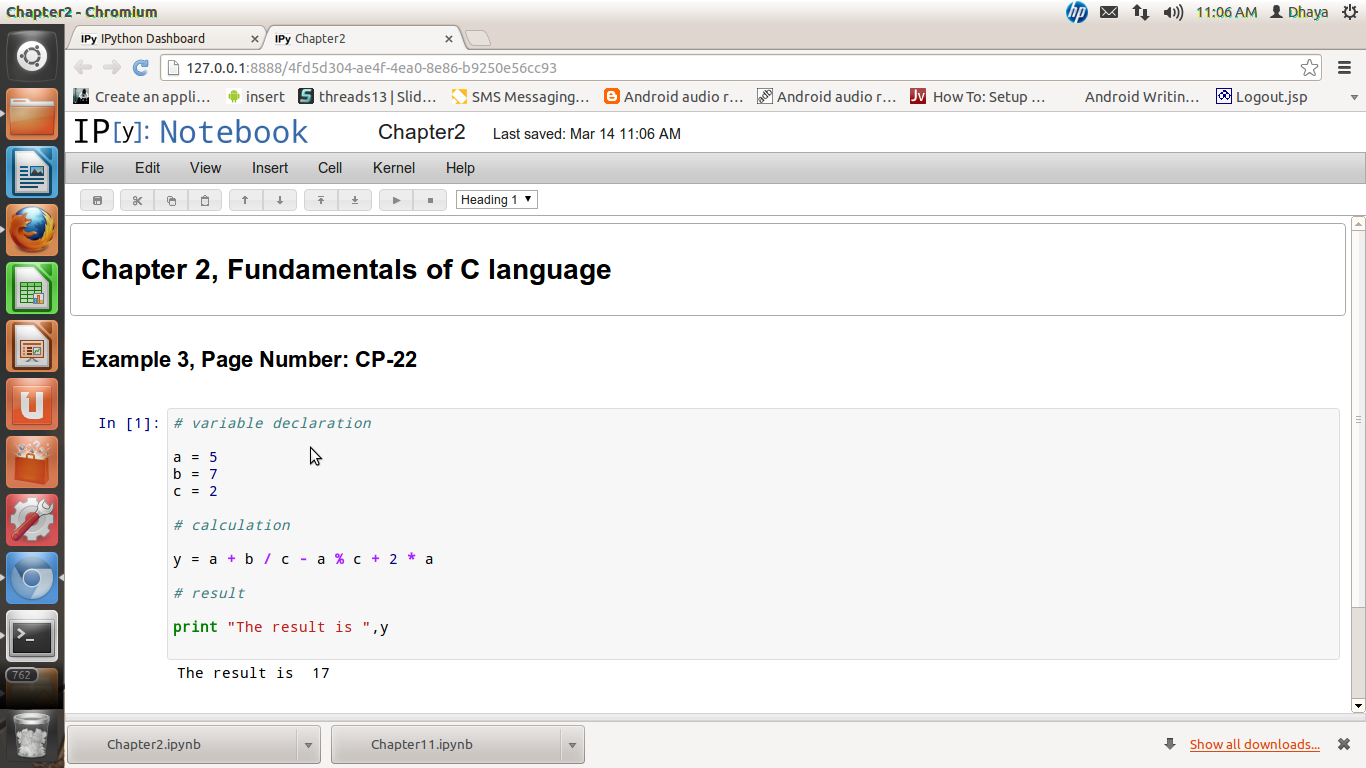 Chapter2 - Chromium
11:06 AM Dhaya
IPy IPython Dashboard
IPy Chapter2
127.0.0.1:8888/4fd5d304-ae4f-4ea0-8e86-b9250e56cc93
Create an appli... insert threads13 | Slid... SMS Messaging... Android audio r... Android audio r... How To: Setup ... Android Writin... Logout.jsp
IP[y]: Notebook Chapter2 Last saved: Mar 14 11:06 AM
File Edit View Insert Cell Kernel Help
Heading 1
Chapter 2, Fundamentals of C language
Example 3, Page Number: CP-22
In [1]: # variable declaration
a = 5
b = 7
c = 2
# calculation
y = a + b / c - a % c + 2 * a
# result
print "The result is ",y
The result is  17
762
Chapter2.ipynb Chapter11.ipynb Show all downloads...